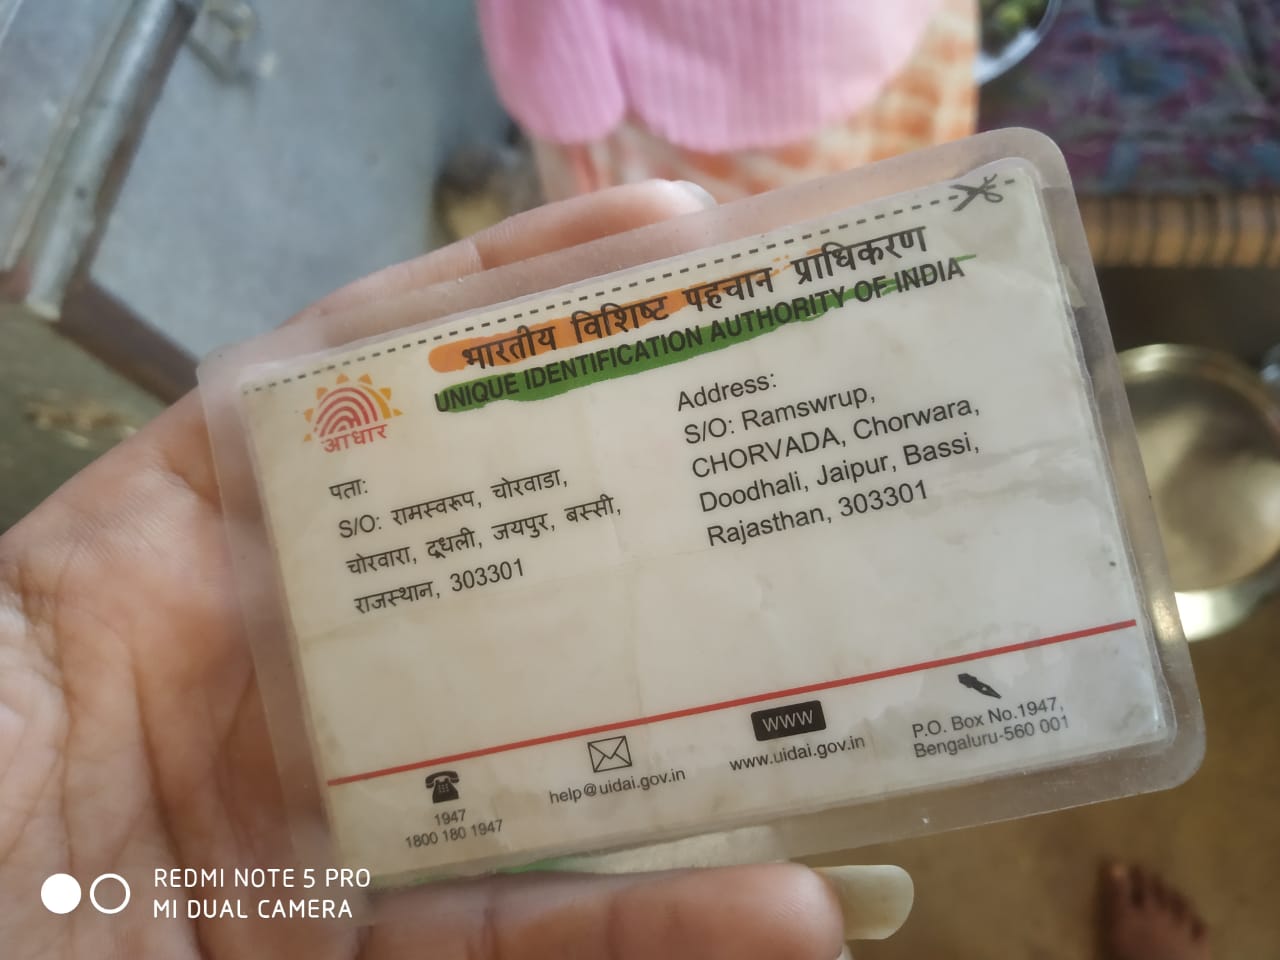 भारतीय विशिष्ट पहचान प्राधिकरण
UNIQUE IDENTIFICATION AUTHORITY OF INDIA
आधार
पता:
S/O: रामस्वरूप, चोरवाडा,
चोरवारा, दूधली, जयपुर, बस्सी,
राजस्थान, 303301
Address:
S/O: Ramswrup,
CHORVADA, Chorwara,
Doodhali, Jaipur, Bassi,
Rajasthan, 303301
1947
1800 180 1947
help@uidai.gov.in
WWW
www.uidai.gov.in
P.O. Box No.1947,
Bengaluru-560 001
REDMI NOTE 5 PRO
MI DUAL CAMERA